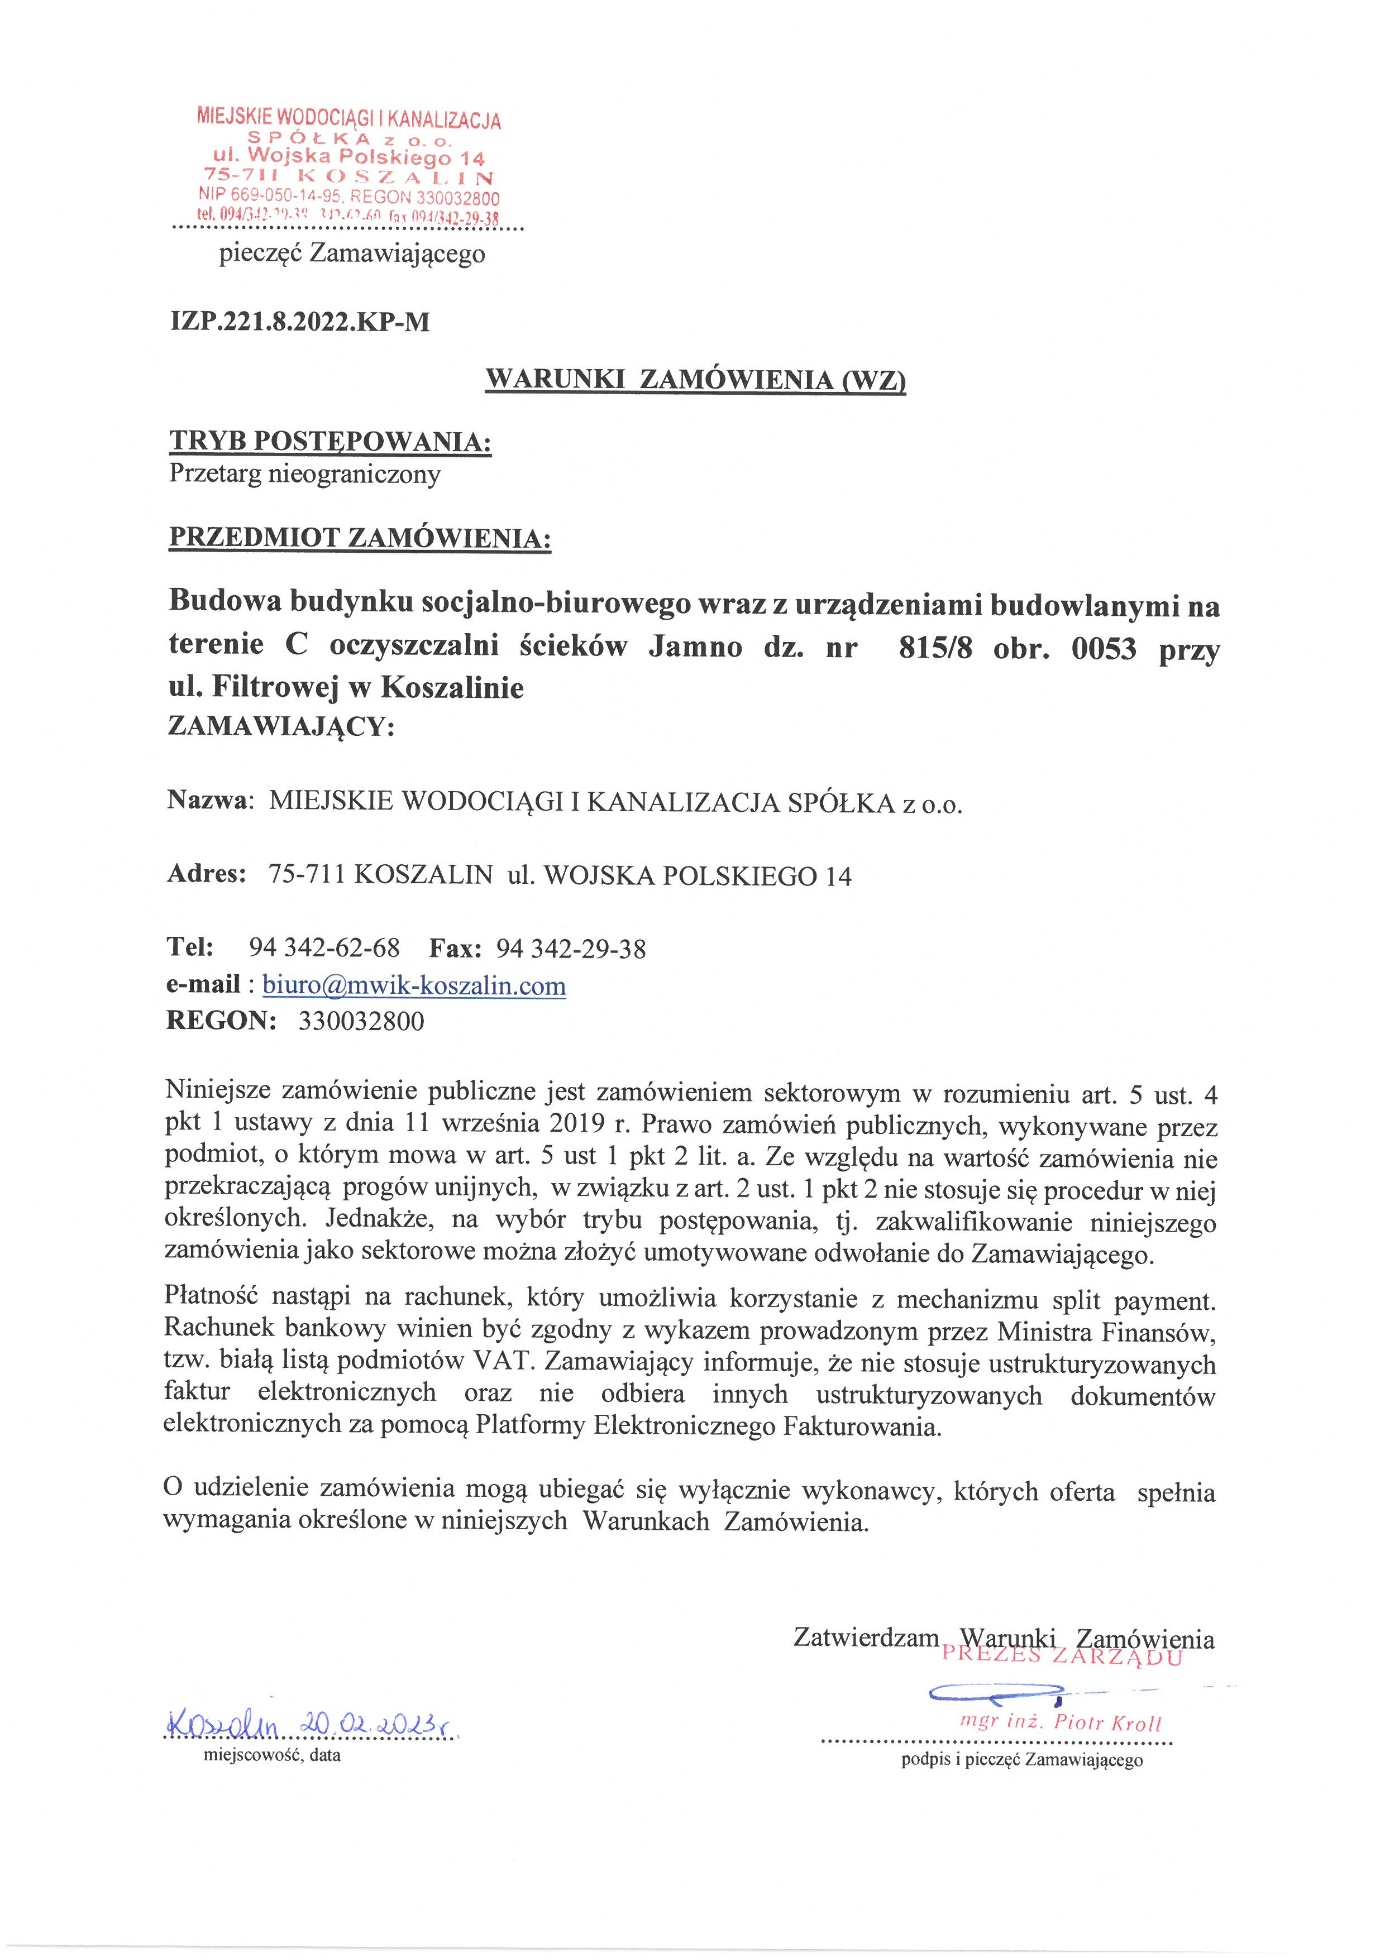 MIEJSKIE WODOCIĄGI I KANALIZACJA
SPÓŁKA z o.o.
ul. Wojska Polskiego 14
75-711 KOSZALIN
NIP 669-050-14-95, REGON 330032800
tel. 094/342- fax 094/342-29-38
pieczęć Zamawiającego
IZP.221.8.2022.KP-M
WARUNKI ZAMÓWIENIA (WZ)
TRYB POSTĘPOWANIA:
Przetarg nieograniczony
PRZEDMIOT ZAMÓWIENIA:
Budowa budynku socjalno-biurowego wraz z urządzeniami budowlanymi na
terenie C oczyszczalni ścieków Jamno dz. nr 815/8 obr. 0053 przy
ul. Filtrowej w Koszalinie
ZAMAWIAJĄCY:
Nazwa: MIEJSKIE WODOCIĄGI I KANALIZACJA SPÓŁKA z o.o.
Adres: 75-711 KOSZALIN ul. WOJSKA POLSKIEGO 14
Tel: 94 342-62-68 Fax: 94 342-29-38
e-mail : biuro@mwik-koszalin.com
REGON: 330032800
Niniejsze zamówienie publiczne jest zamówieniem sektorowym w rozumieniu art. 5 ust. 4
pkt 1 ustawy z dnia 11 września 2019 r. Prawo zamówień publicznych, wykonywane przez
podmiot, o którym mowa w art. 5 ust 1 pkt 2 lit. a. Ze względu na wartość zamówienia nie
przekraczającą progów unijnych, w związku z art. 2 ust. 1 pkt 2 nie stosuje się procedur w niej
określonych. Jednakże, na wybór trybu postępowania, tj. zakwalifikowanie niniejszego
zamówienia jako sektorowe można złożyć umotywowane odwołanie do Zamawiającego.
Płatność nastąpi na rachunek, który umożliwia korzystanie z mechanizmu split payment.
Rachunek bankowy winien być zgodny z wykazem prowadzonym przez Ministra Finansów,
tzw. białą listą podmiotów VAT. Zamawiający informuje, że nie stosuje ustrukturyzowanych
faktur elektronicznych oraz nie odbiera innych ustrukturyzowanych dokumentów
elektronicznych za pomocą Platformy Elektronicznego Fakturowania.
O udzielenie zamówienia mogą ubiegać się wyłącznie wykonawcy, których oferta spełnia
wymagania określone w niniejszych Warunkach Zamówienia.
Zatwierdzam Warunki Zamówienia
PREZES ZARZĄDU
mgr inż. Piotr Kroll
Koszalin 20.02.2023r.
miejscowość, data
podpis i pieczęć Zamawiającego